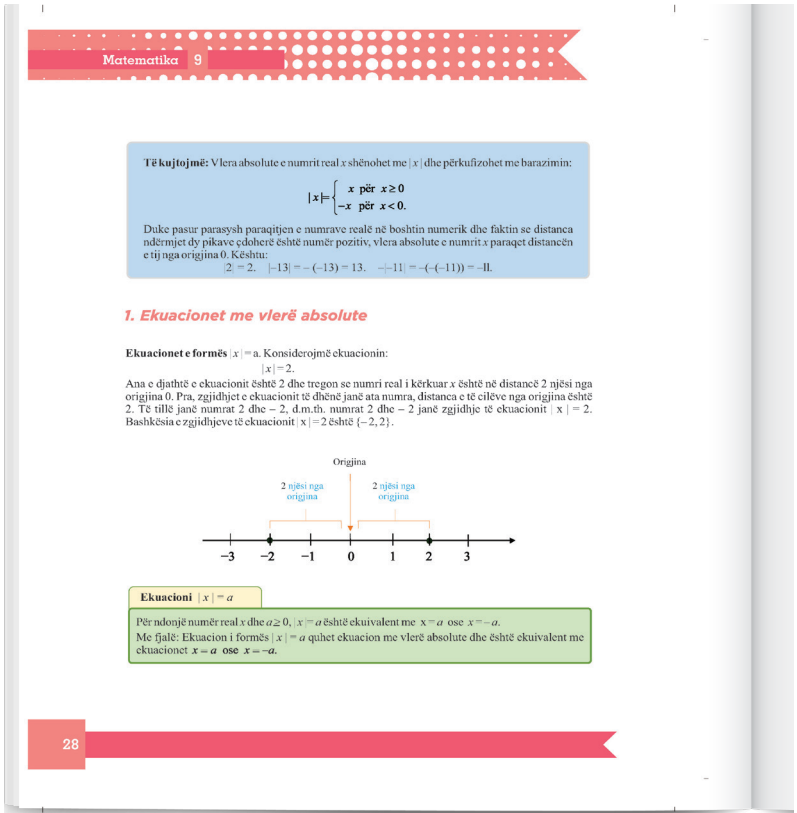 Matematika 9
Të kujtojmë: Vlera absolute e numrit real x shënohet me | x | dhe përkufizohet me barazimin:
|x|= { x për x ≥ 0
−x për x < 0.
Duke pasur parasysh paraqitjen e numrave realë në boshtin numerik dhe faktin se distanca
ndërmjet dy pikave çdoherë është numër pozitiv, vlera absolute e numrit x paraqet distancën
e tij nga origjina 0. Kështu:
|2| = 2. |−13| = − (−13) = 13. −|−11| = −(−(−11)) = −11.
1. Ekuacionet me vlerë absolute
Ekuacionet e formës | x | = a. Konsiderojmë ekuacionin:
| x | = 2.
Ana e djathtë e ekuacionit është 2 dhe tregon se numri real i kërkuar x është në distancë 2 njësi nga
origjina 0. Pra, zgjidhjet e ekuacionit të dhënë janë ata numra, distanca e të cilëve nga origjina është
2. Të tillë janë numrat 2 dhe – 2, d.m.th. numrat 2 dhe – 2 janë zgjidhje të ekuacionit | x | = 2.
Bashkësia e zgjidhjeve të ekuacionit | x | = 2 është {– 2, 2}.
Origjina
2 njësi nga 2 njësi nga
origjina origjina
−3 −2 −1 0 1 2 3
Ekuacioni | x | = a
Për ndonjë numër real x dhe a ≥ 0, | x |= a është ekuivalent me x = a ose x = – a.
Me fjalë: Ekuacion i formës | x | = a quhet ekuacion me vlerë absolute dhe është ekuivalent me
ekuacionet x = a ose x = −a.
28